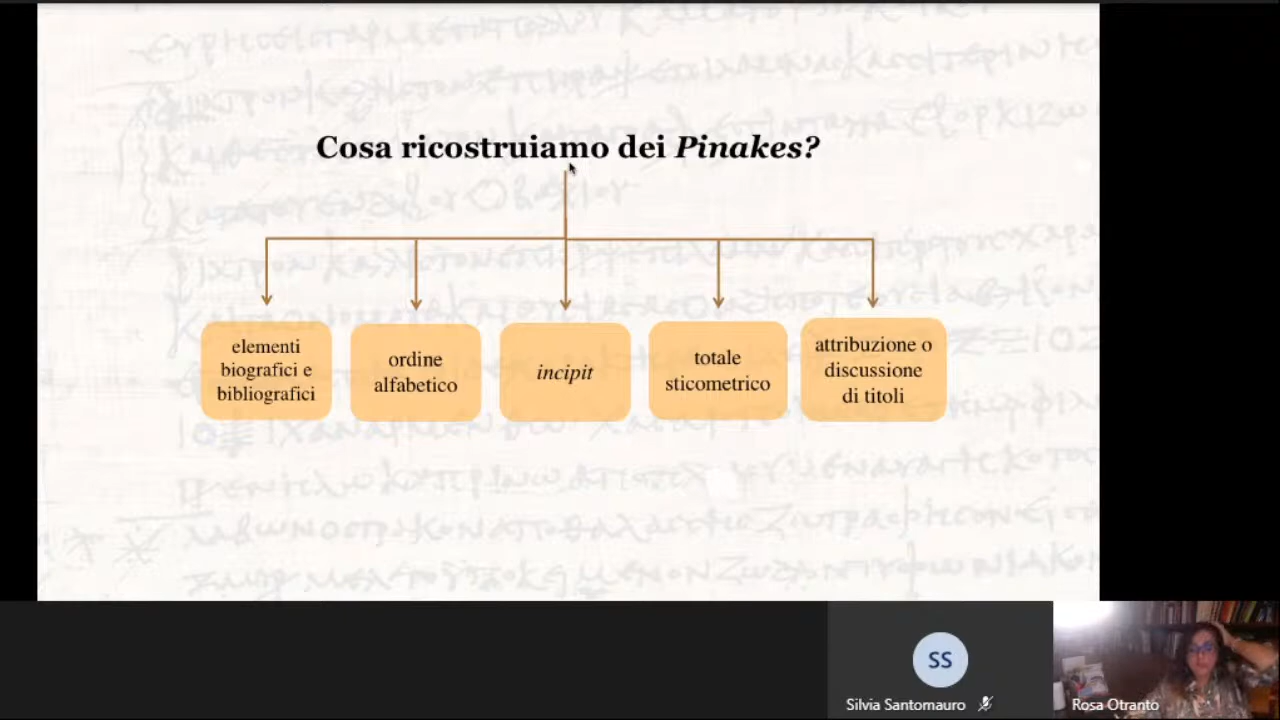 Cosa ricostruiamo dei Pinakes?
elementi
biografici e
bibliografici
ordine
alfabetico
incipit
totale
sticometrico
attribuzione o
discussione
di titoli
SS
Silvia Santomauro
Rosa Otranto